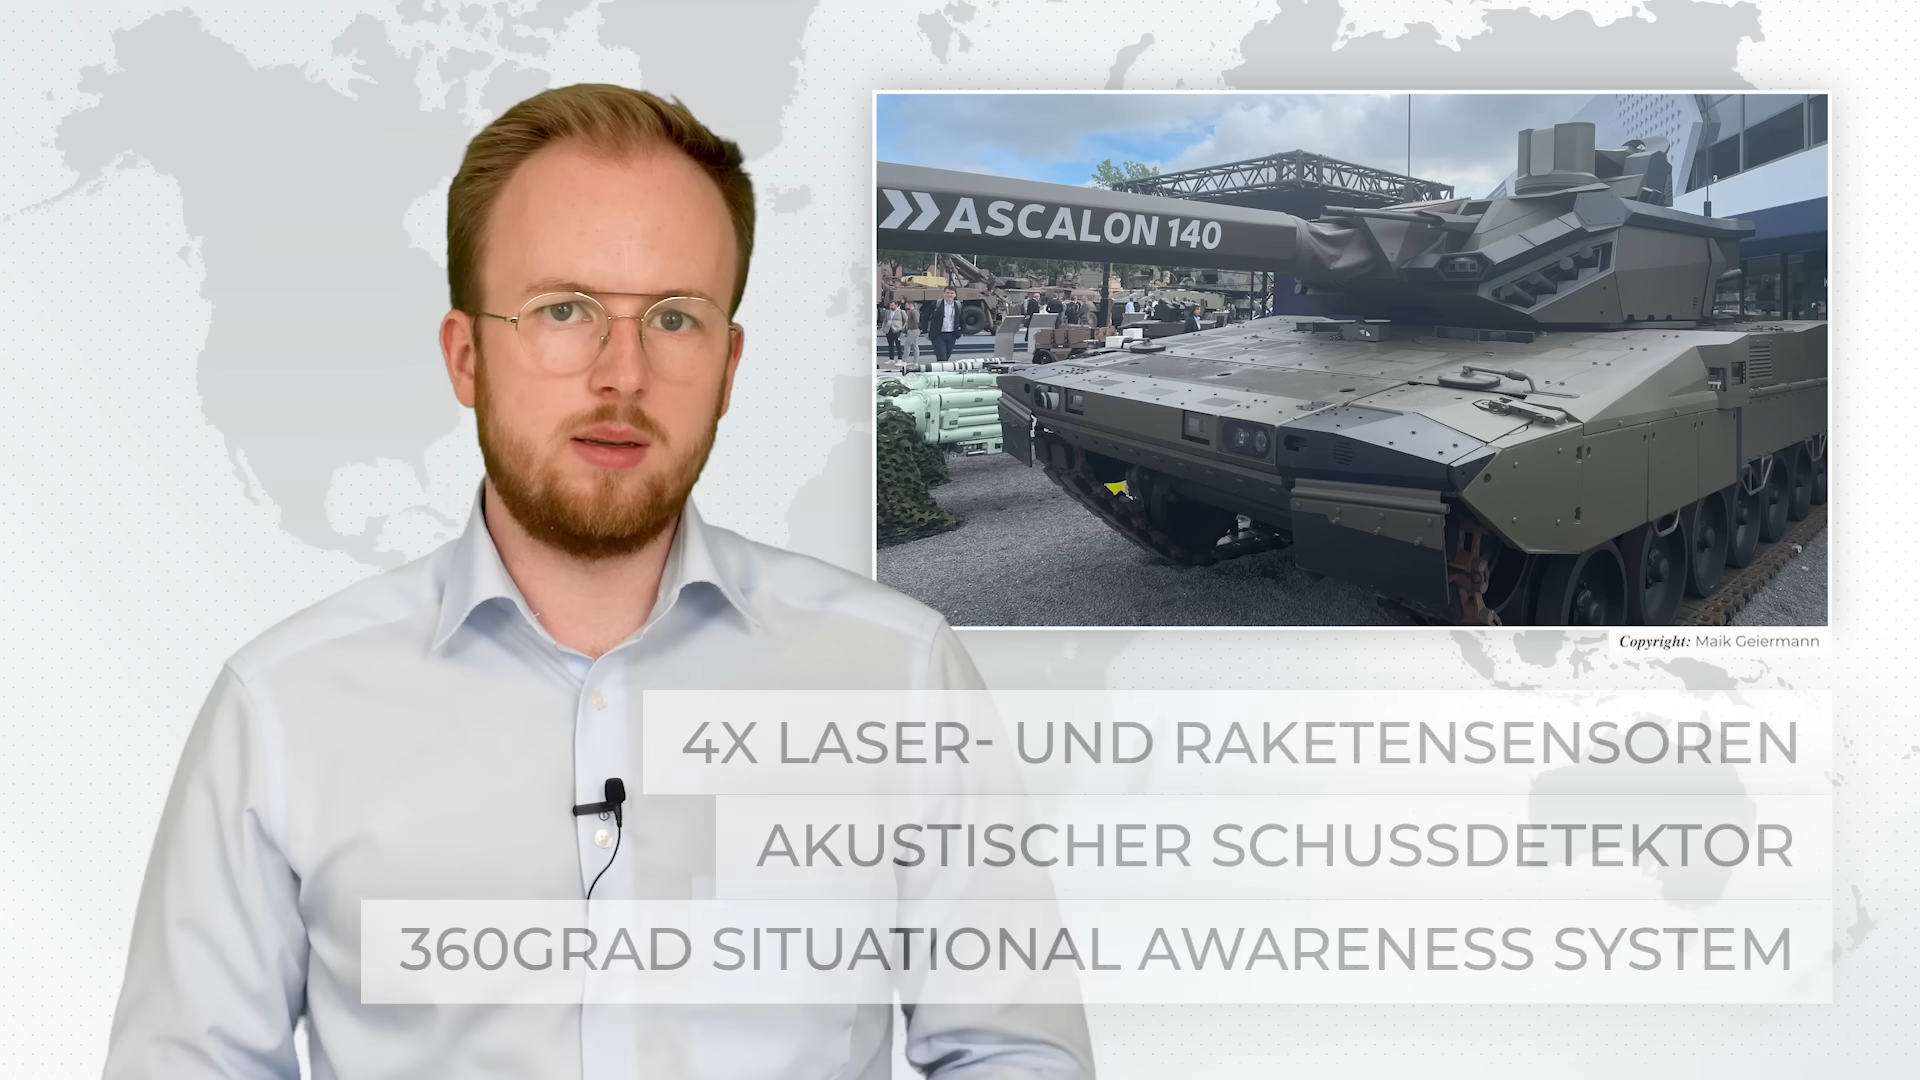 ASCALON 140
Copyright: Maik Geiermann
4X LASER- UND RAKETENSENSOREN
AKUSTISCHER SCHUSSDETEKTOR
360GRAD SITUATIONAL AWARENESS SYSTEM